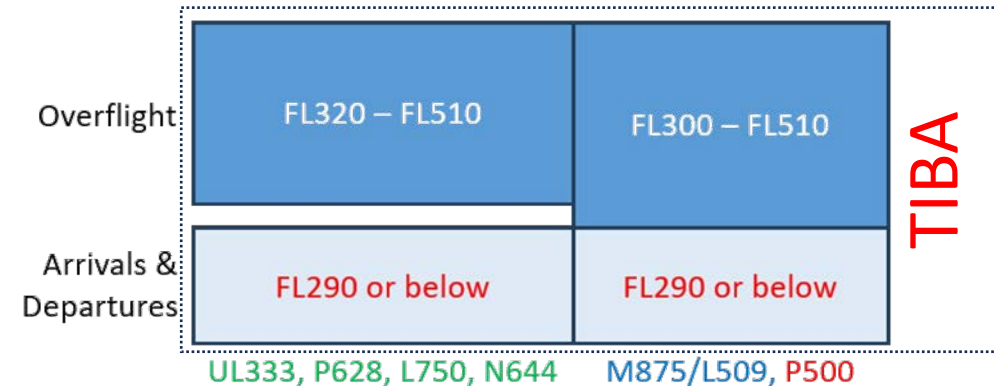 Overflight
FL320 – FL510
FL300 – FL510
TIBA
Arrivals &
Departures
FL290 or below
FL290 or below
UL333, P628, L750, N644
M875/L509, P500